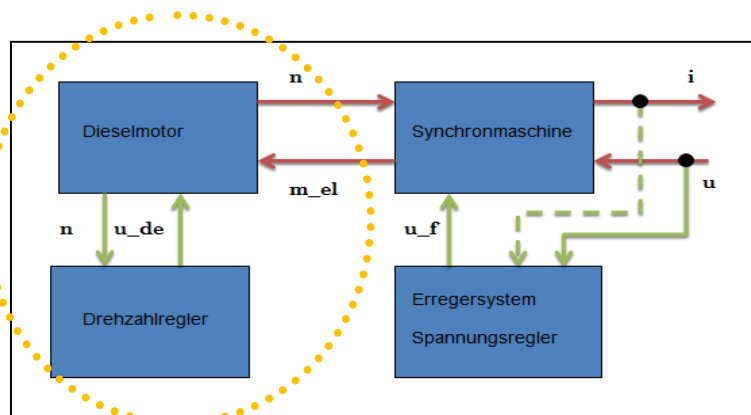 n
i
Dieselmotor
Synchronmaschine
m_el
u
n
u_de
u_f
Drehzahlregler
Erregersystem
Spannungsregler